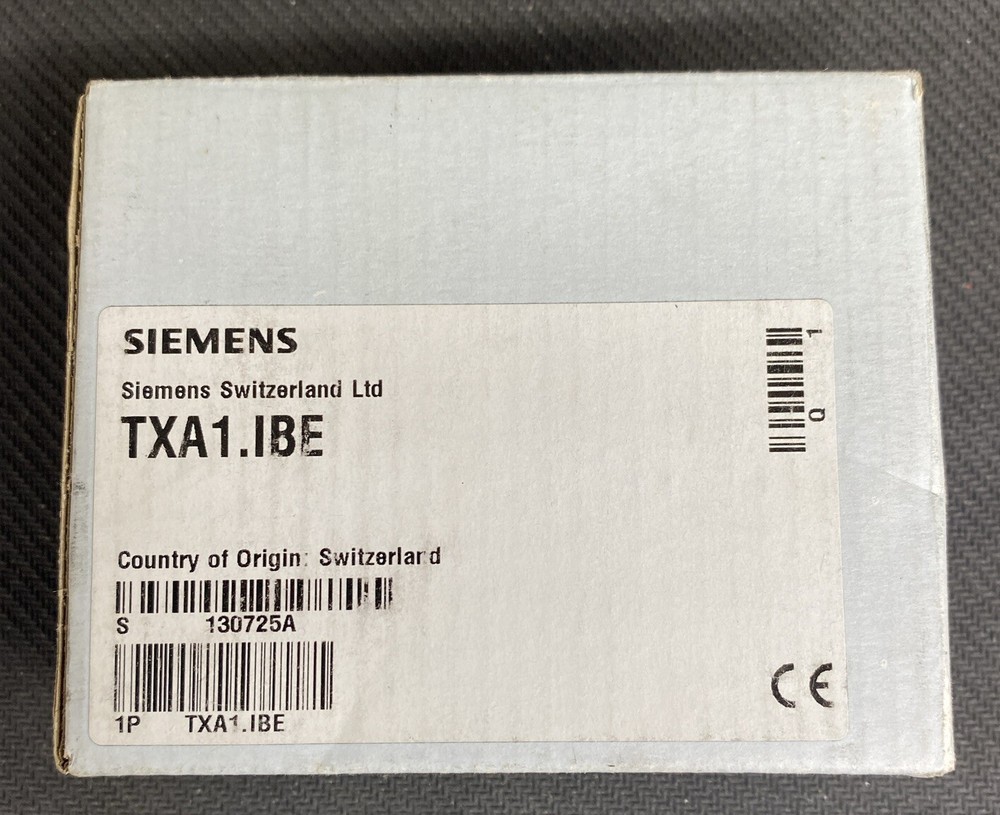 SIEMENS
Siemens Switzerland Ltd
TXA1.IBE
Country of Origin: Switzerland
S 130725A
1P TXA1.IBE
Q 1
CE